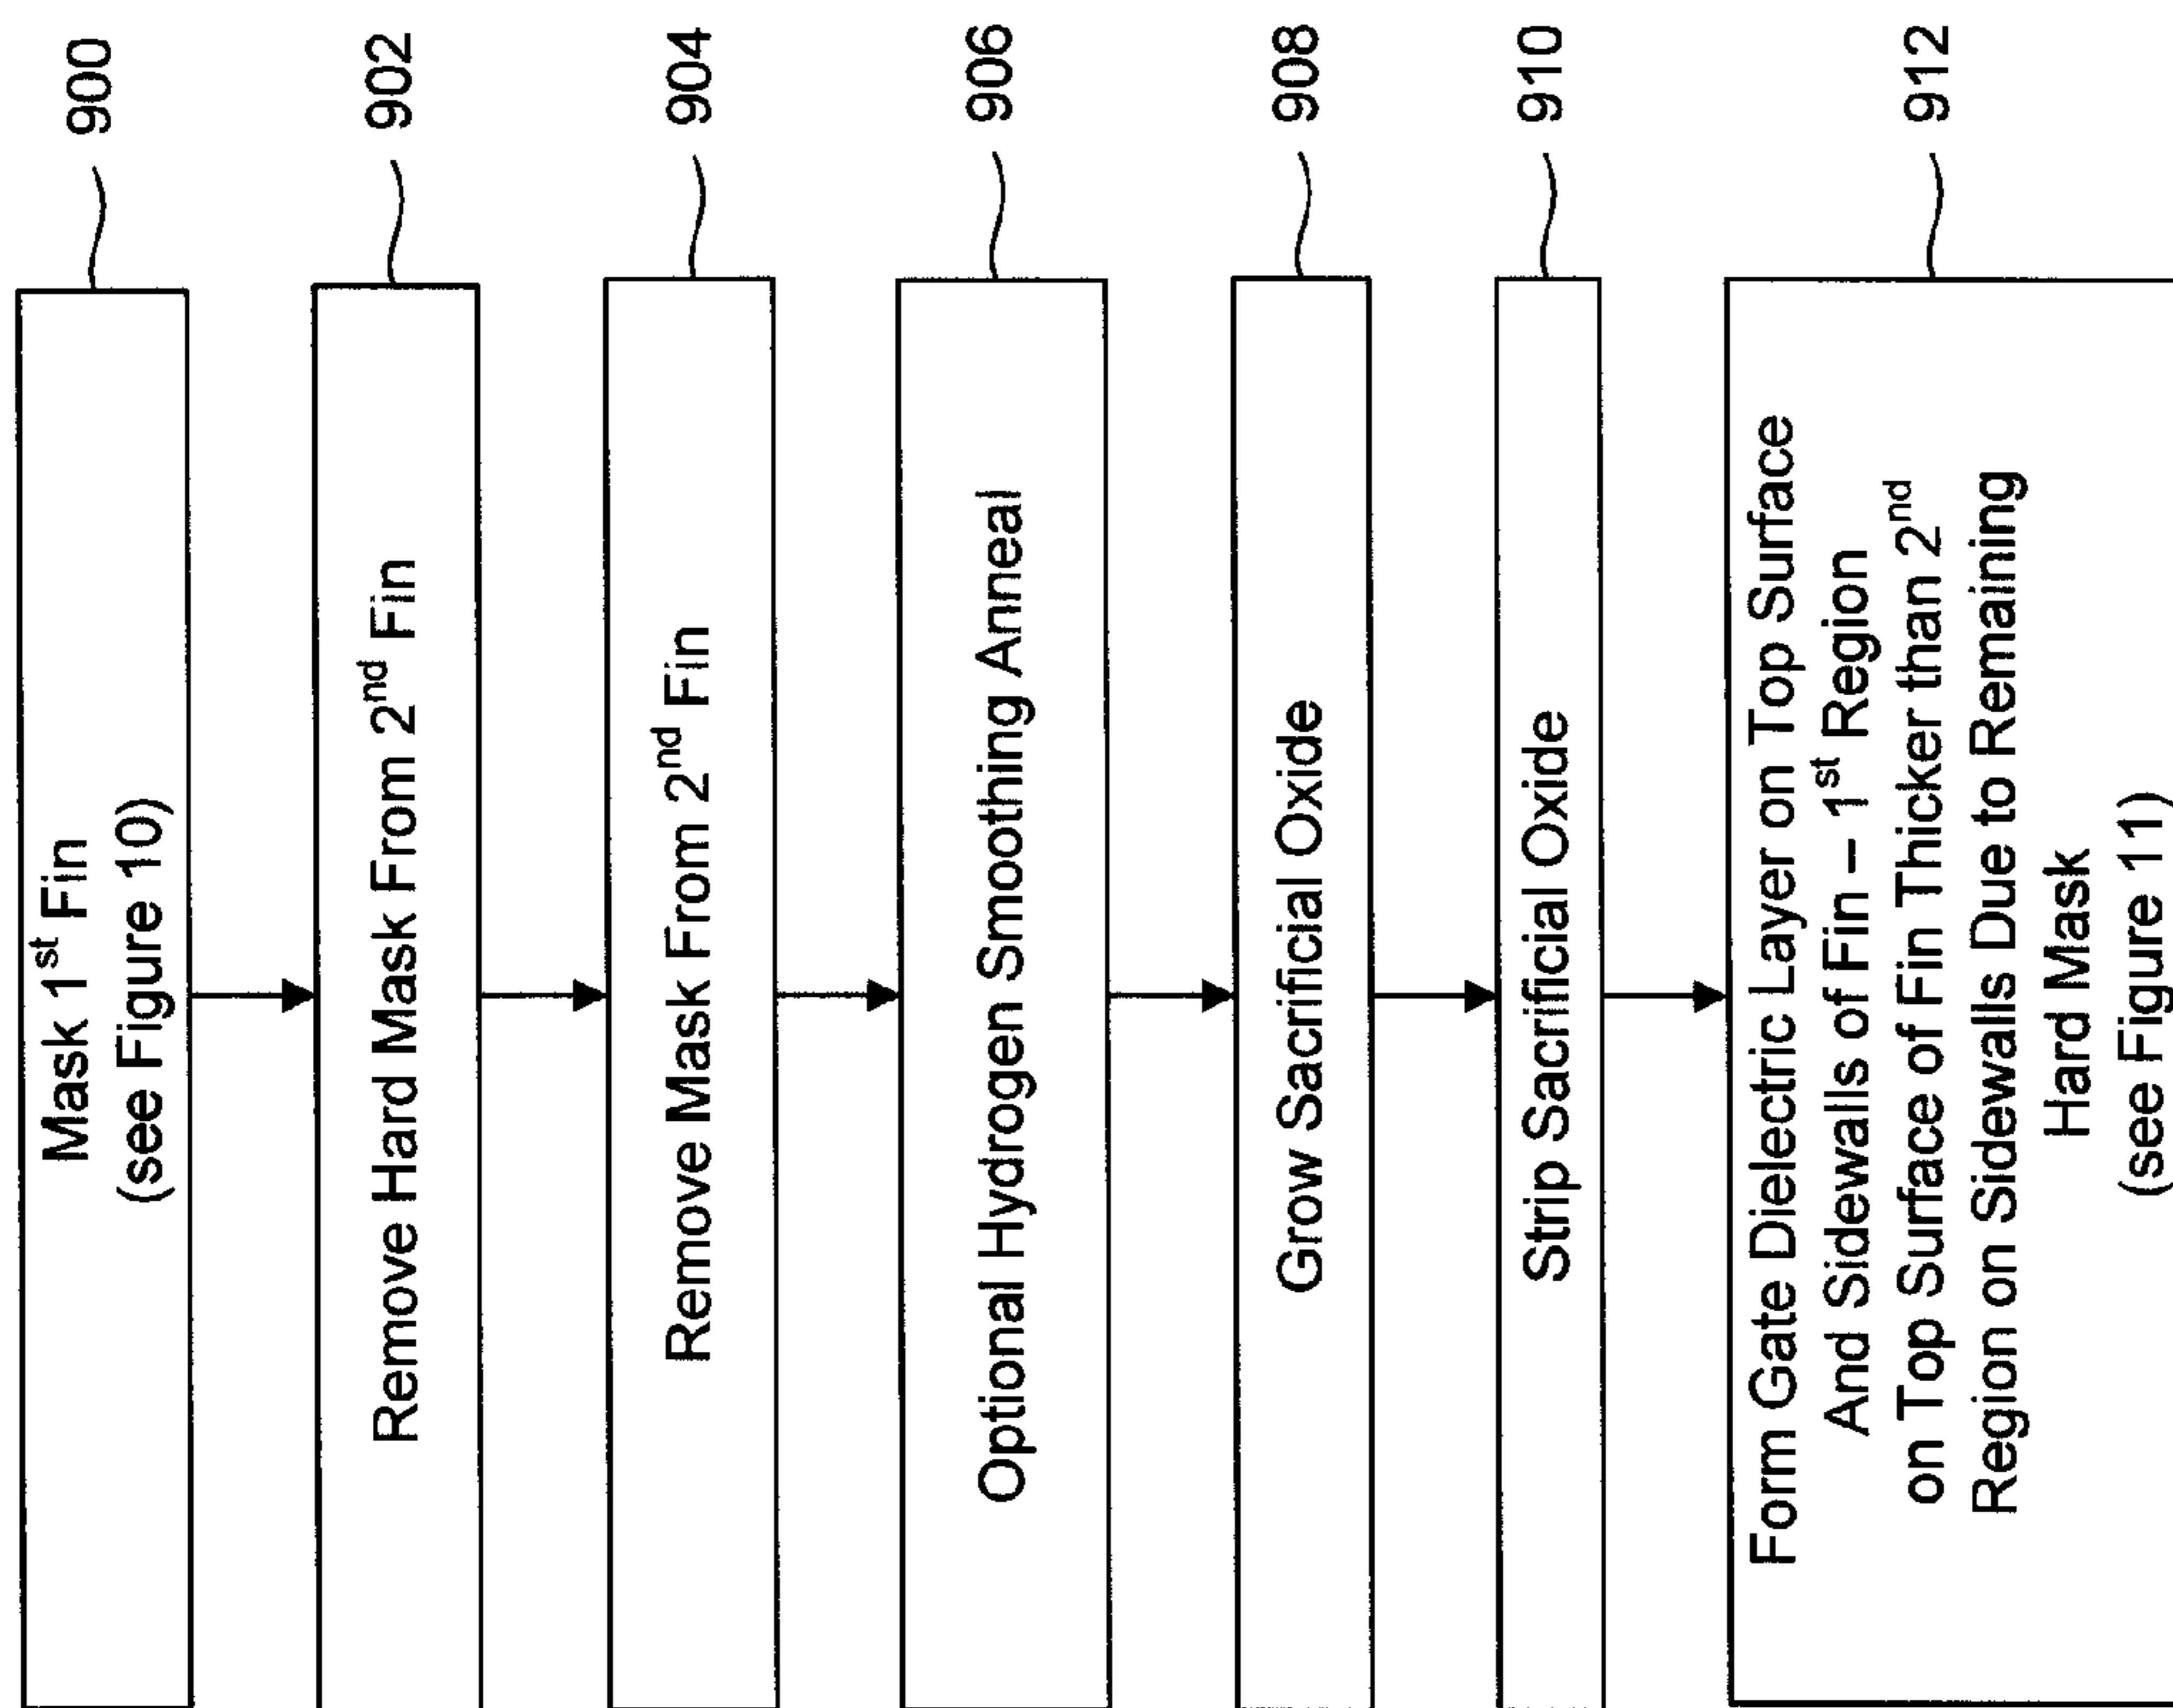 Mask 1st Fin
(see Figure 10)
900
Remove Hard Mask From 2nd Fin
902
Remove Mask From 2nd Fin
904
Optional Hydrogen Smoothing Anneal
906
Grow Sacrificial Oxide
908
Strip Sacrificial Oxide
910
Form Gate Dielectric Layer on Top Surface
And Sidewalls of Fin – 1st Region
on Top Surface of Fin Thicker than 2nd
Region on Sidewalls Due to Remaining
Hard Mask
(see Figure 11)
912